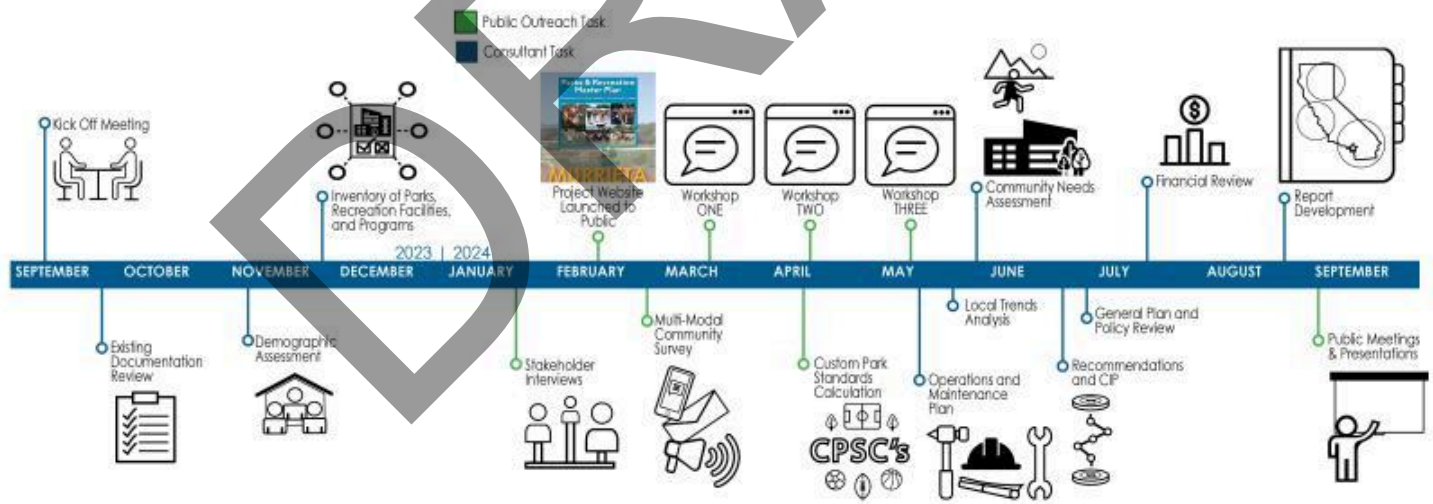 Public Outreach Task
Consultant Task
Kick Off Meeting
Inventory of Parks,
Recreation Facilities,
and Programs
Parks & Recreation
Master Plan
MURRIETA
Project Website
Launched to
Public
Workshop
ONE
Workshop
TWO
Workshop
THREE
Community Needs
Assessment
Financial Review
Report
Development
2023 | 2024
SEPTEMBER
OCTOBER
NOVEMBER
DECEMBER
JANUARY
FEBRUARY
MARCH
APRIL
MAY
JUNE
JULY
AUGUST
SEPTEMBER
Existing
Documentation
Review
Demographic
Assessment
Stakeholder
Interviews
Multi-Modal
Community
Survey
Custom Park
Standards
Calculation
CPSC's
Operations and
Maintenance
Plan
Local Trends
Analysis
Recommendations
and CIP
General Plan and
Policy Review
Public Meetings
& Presentations